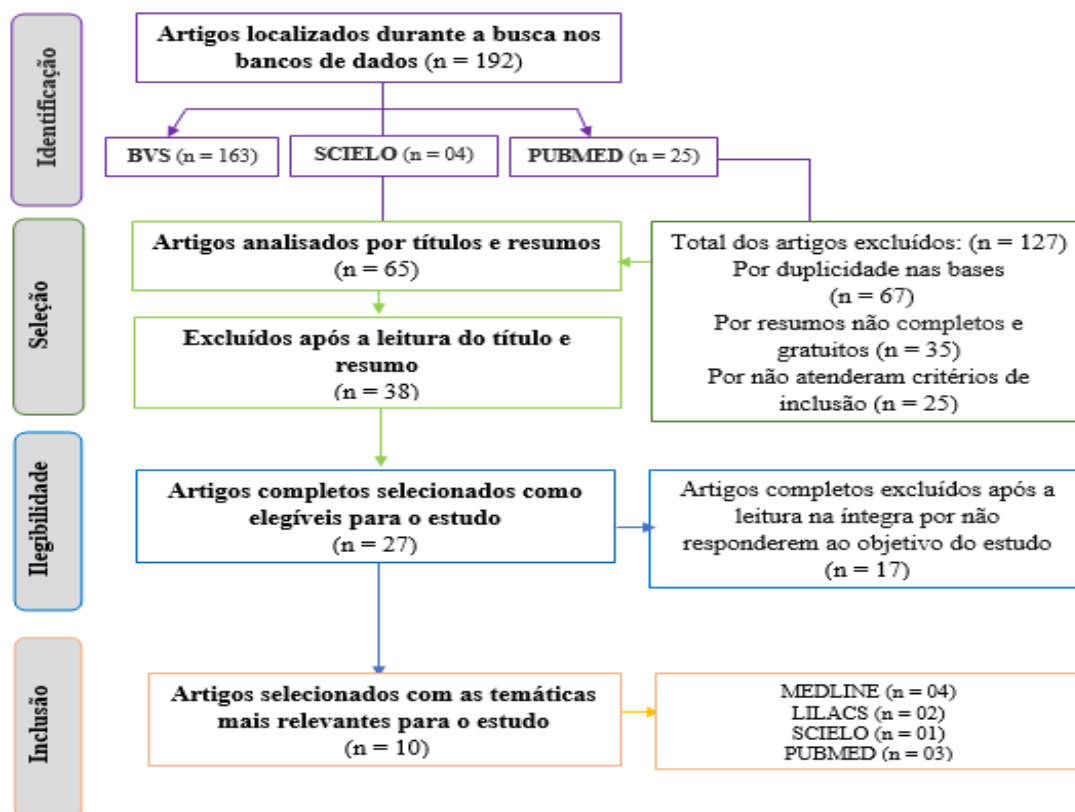 Identificação
Artigos localizados durante a busca nos
bancos de dados (n = 192)
BVS (n = 163)
SCIELO (n = 04)
PUBMED (n = 25)
Seleção
Artigos analisados por títulos e resumos
(n = 65)
Total dos artigos excluídos: (n = 127)
Por duplicidade nas bases
(n = 67)
Por resumos não completos e
gratuitos (n = 35)
Por não atenderam critérios de
inclusão (n = 25)
Excluídos após a leitura do título e
resumo
(n = 38)
Ilegibilidade
Artigos completos selecionados como
elegíveis para o estudo
(n = 27)
Artigos completos excluídos após a
leitura na íntegra por não
responderem ao objetivo do estudo
(n = 17)
Inclusão
Artigos selecionados com as temáticas
mais relevantes para o estudo
(n = 10)
MEDLINE (n = 04)
LILACS (n = 02)
SCIELO (n = 01)
PUBMED (n = 03)